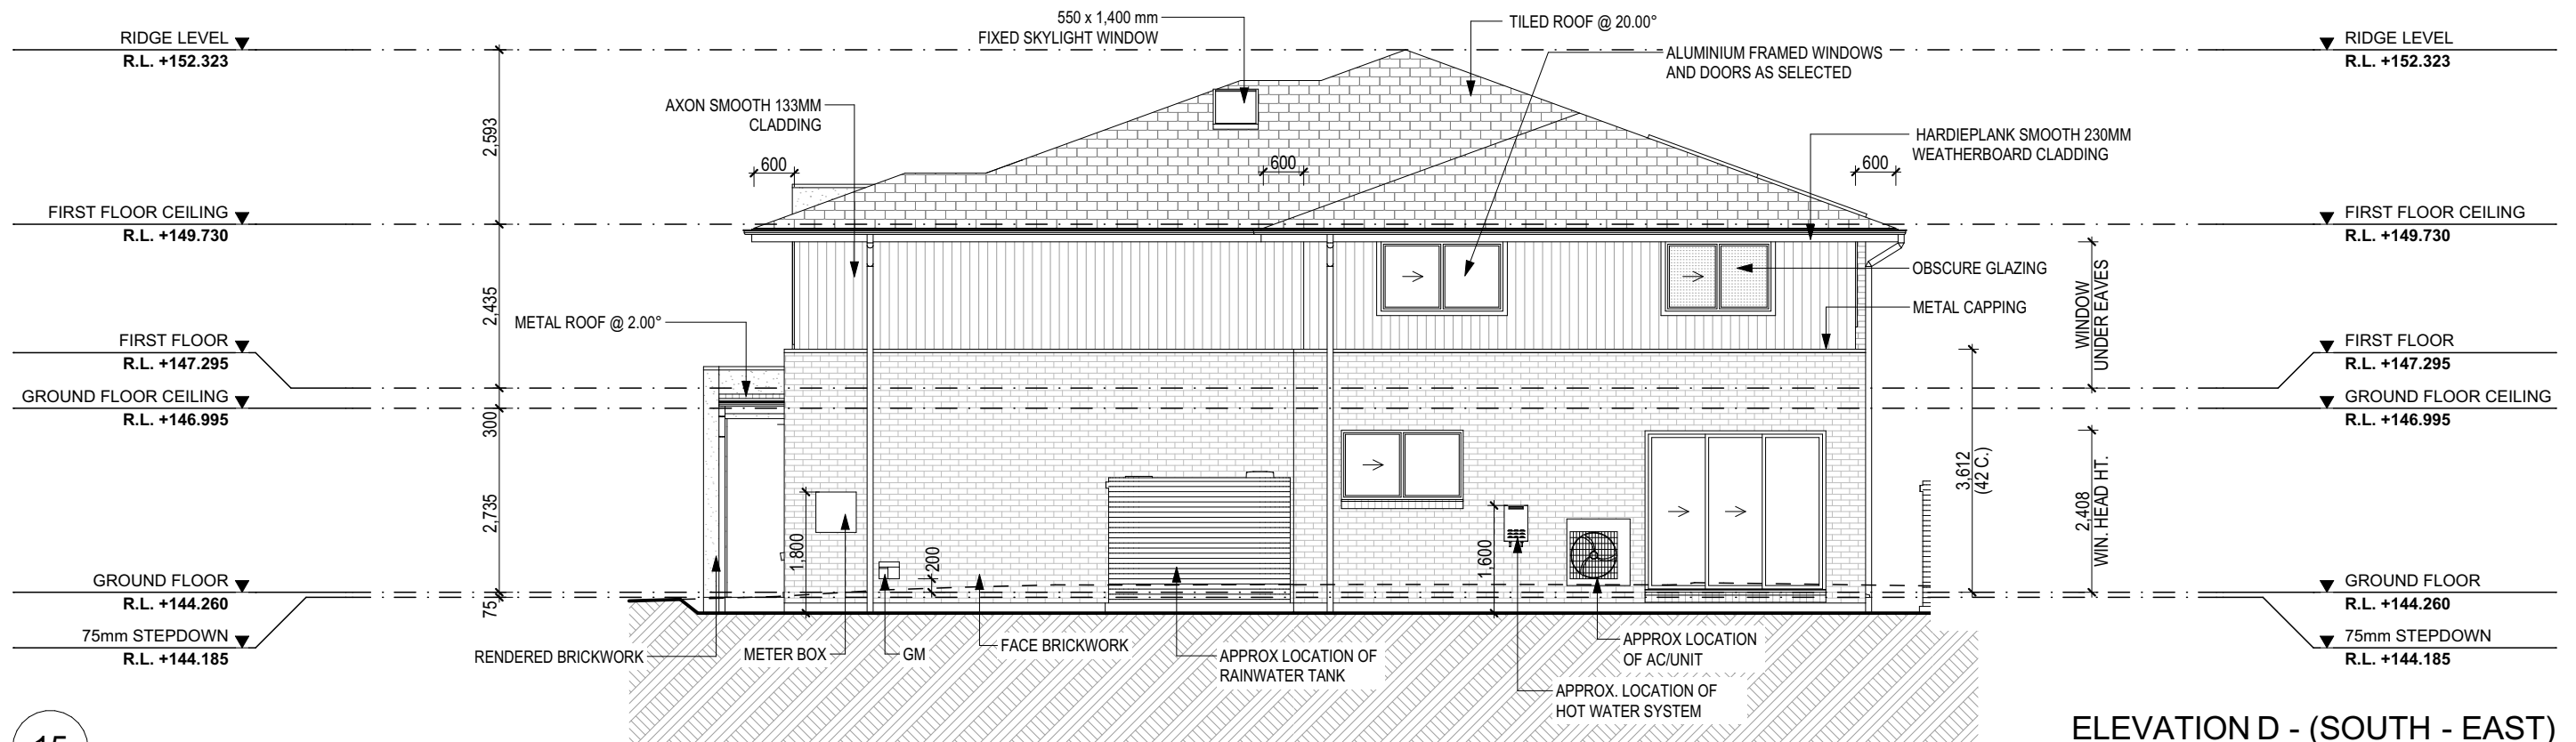 550 x 1,400 mm
FIXED SKYLIGHT WINDOW
TILED ROOF @ 20.00°
RIDGE LEVEL
R.L. +152.323
RIDGE LEVEL
R.L. +152.323
ALUMINIUM FRAMED WINDOWS
AND DOORS AS SELECTED
AXON SMOOTH 133MM
CLADDING
HARDIEPLANK SMOOTH 230MM
WEATHERBOARD CLADDING
2,593
600
600
600
FIRST FLOOR CEILING
R.L. +149.730
FIRST FLOOR CEILING
R.L. +149.730
OBSCURE GLAZING
METAL CAPPING
2,435
METAL ROOF @ 2.00°
WINDOW
UNDER EAVES
FIRST FLOOR
R.L. +147.295
FIRST FLOOR
R.L. +147.295
GROUND FLOOR CEILING
R.L. +146.995
GROUND FLOOR CEILING
R.L. +146.995
300
2,735
3,612
(42 C.)
2,408
WIN. HEAD HT.
1,800
200
1,600
GROUND FLOOR
R.L. +144.260
GROUND FLOOR
R.L. +144.260
75
75mm STEPDOWN
R.L. +144.185
75mm STEPDOWN
R.L. +144.185
RENDERED BRICKWORK
METER BOX
GM
FACE BRICKWORK
APPROX LOCATION OF
RAINWATER TANK
APPROX LOCATION
OF AC/UNIT
APPROX. LOCATION OF
HOT WATER SYSTEM
15
ELEVATION D - (SOUTH - EAST)